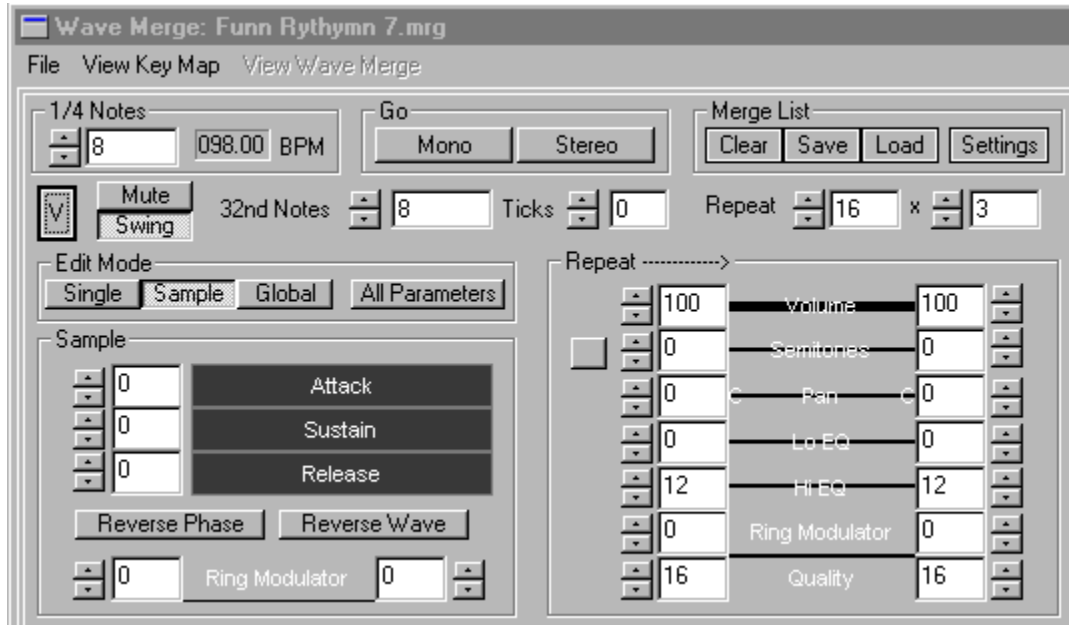 Wave Merge: Funn Rythymn 7.mrg
File View Key Map View Wave Merge
1/4 Notes Go Merge List
8 098.00 BPM Mono Stereo Clear Save Load Settings
V Mute Swing 32nd Notes 8 Ticks 0 Repeat 16 x 3
Edit Mode
Single Sample Global All Parameters
Sample
0 Attack
0 Sustain
0 Release
Reverse Phase Reverse Wave
0 Ring Modulator 0
Repeat ------------->
100 Volume 100
0 Semitones 0
0 C Pan C 0
0 Lo EQ 0
12 Hi EQ 12
0 Ring Modulator 0
16 Quality 16